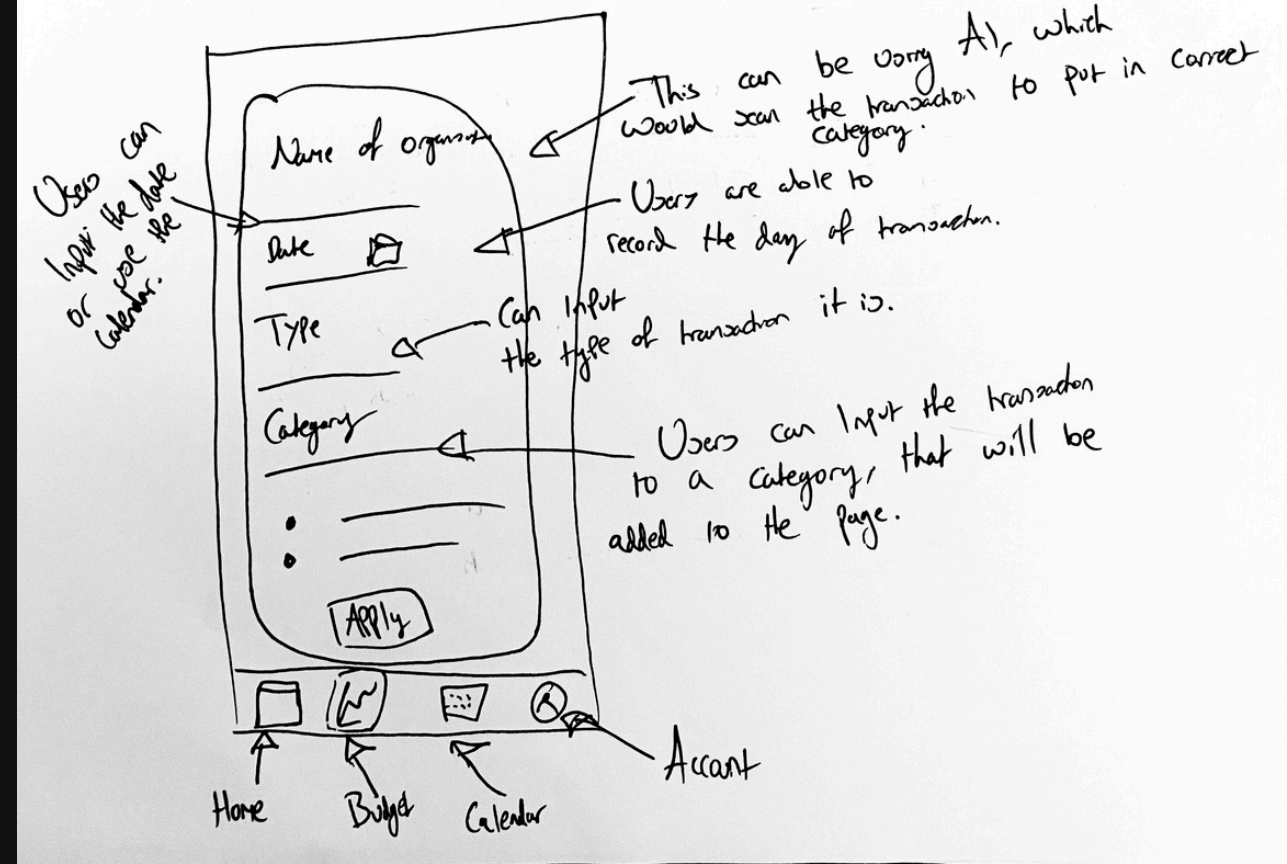 This can be using AI, which
would scan the transaction to put in correct
category.
Name of
Users can
Input the date
or use the
calendar.
Users are able to
record the day of transaction.
Date
Type
Can Input
the type of transaction it is.
Category
Users can Input the transaction
to a category, that will be
added to the page.
Apply
Home
Budget
Calendar
Account